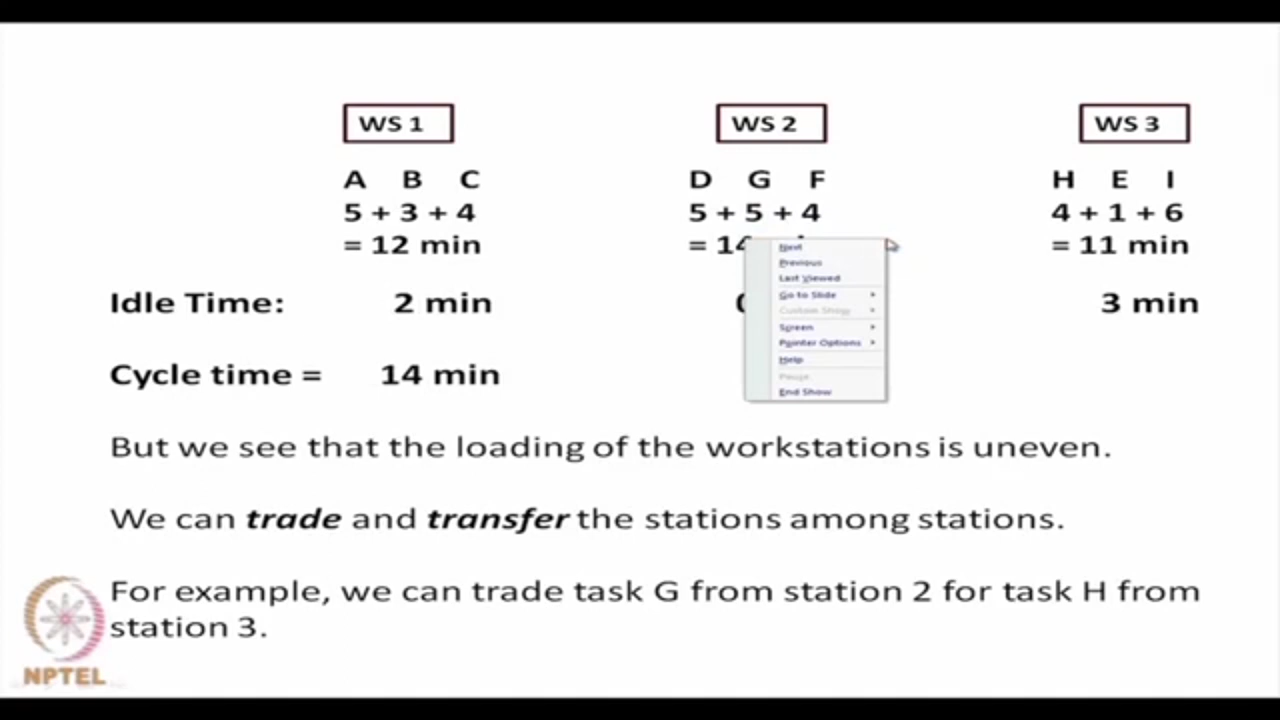 WS 1 WS 2 WS 3
A B C D G F H E I
5 + 3 + 4 5 + 5 + 4 4 + 1 + 6
= 12 min = 14 = 11 min
Idle Time: 2 min 3 min
Cycle time = 14 min
Next
Previous
Last Viewed
Go to Slide
Custom Show
Screen
Pointer Options
Help
Pause
End Show
But we see that the loading of the workstations is uneven.
We can trade and transfer the stations among stations.
For example, we can trade task G from station 2 for task H from
station 3.
NPTEL